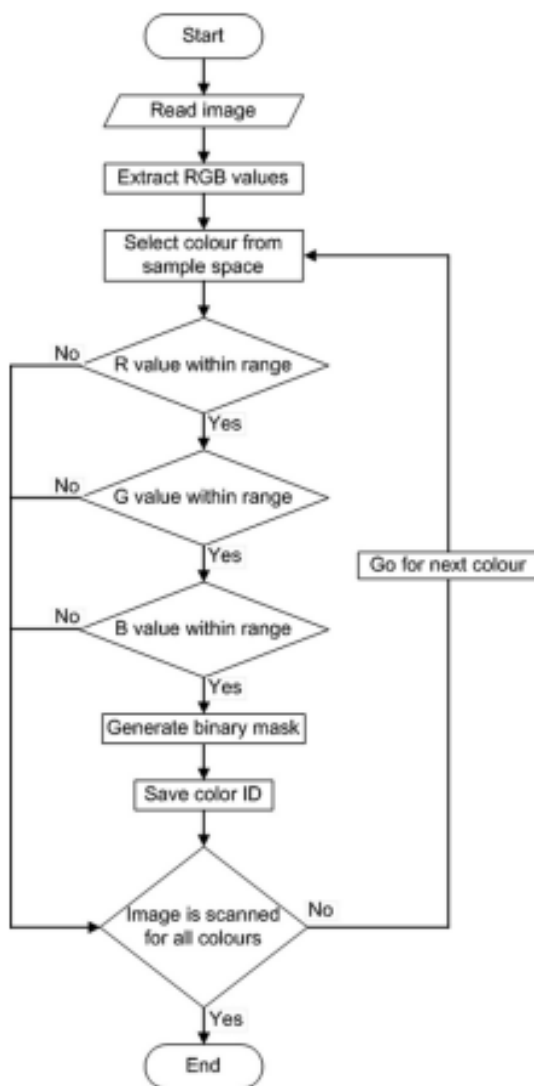 Start
Read image
Extract RGB values
Select colour from
sample space
No
R value within range
Yes
No
G value within range
Yes
Go for next colour
No
B value within range
Yes
Generate binary mask
Save color ID
Image is scanned
for all colours
No
Yes
End